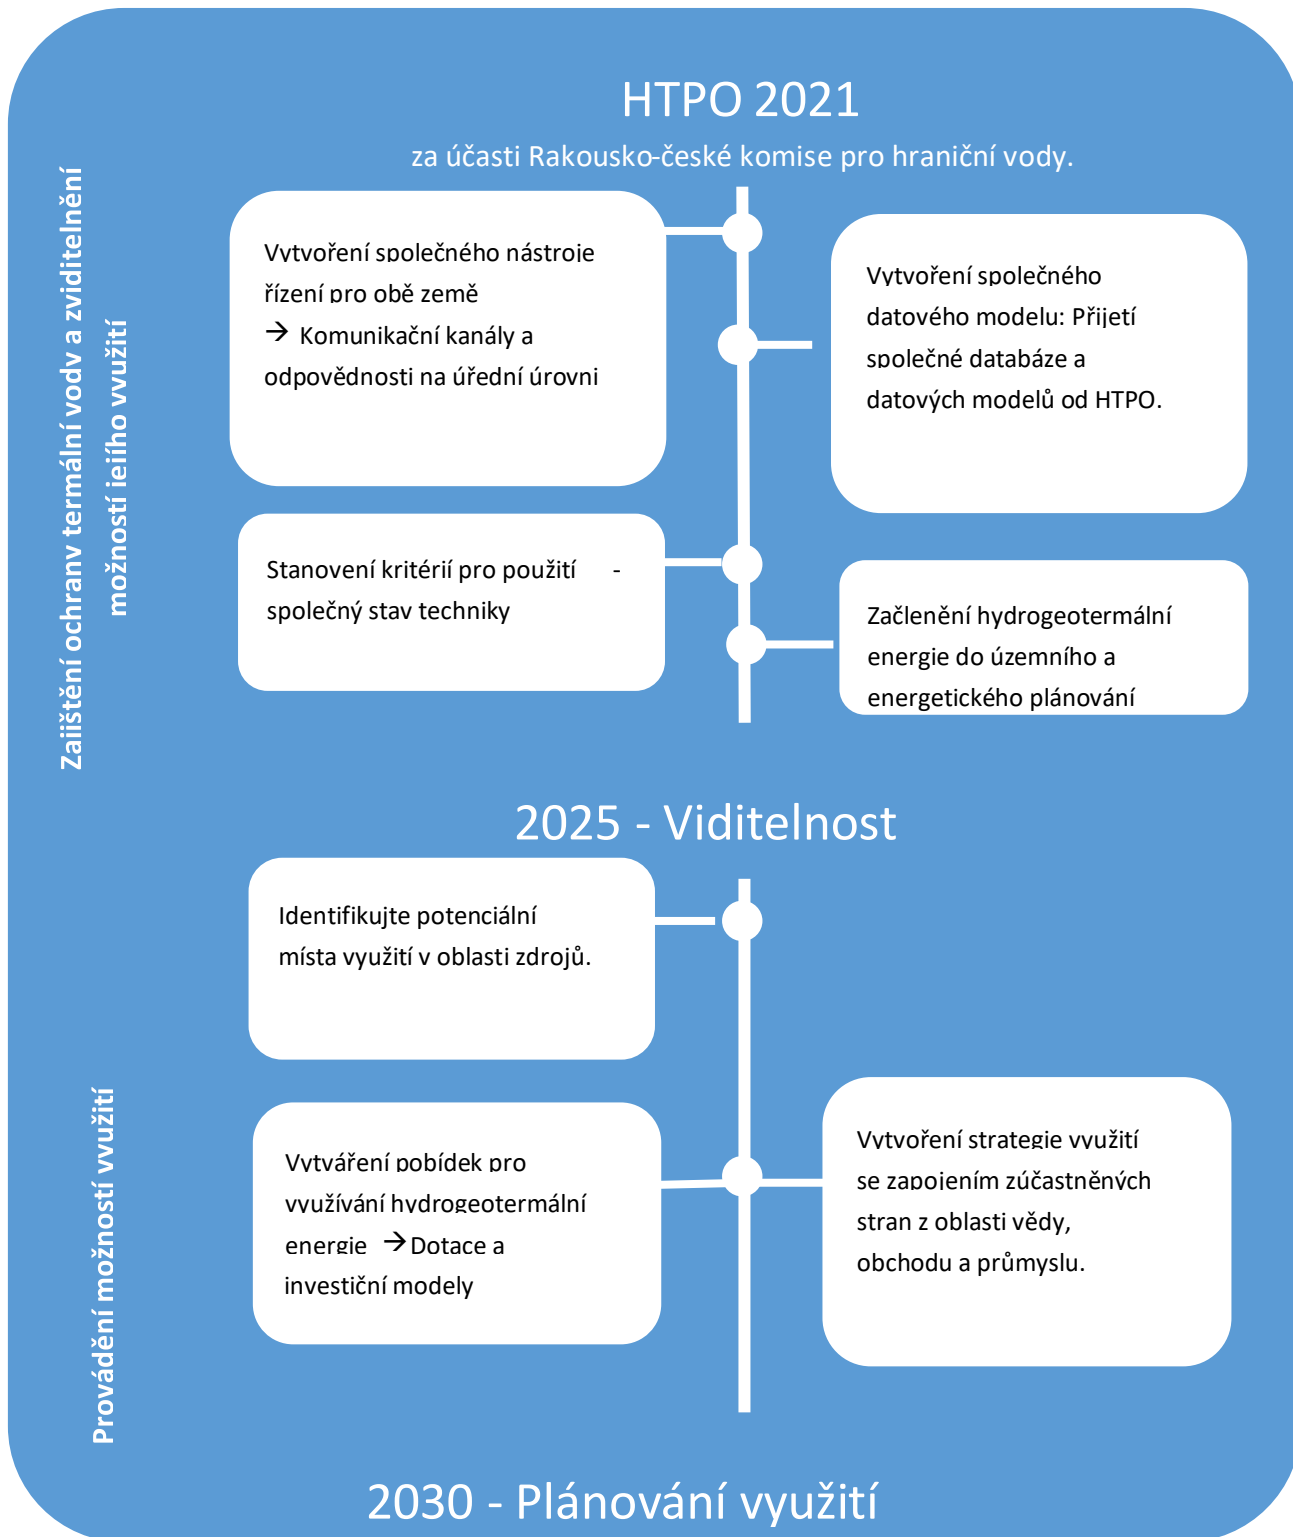 HTPO 2021
za účasti Rakousko-české komise pro hraniční vody.
Zajištění ochrany termální vody a zviditelnění
možností jejího využití
Vytvoření společného nástroje
řízení pro obě země
→ Komunikační kanály a
odpovědnosti na úřední úrovni
Vytvoření společného
datového modelu: Přijetí
společné databáze a
datových modelů od HTPO.
Stanovení kritérií pro použití -
společný stav techniky
Začlenění hydrogeotermální
energie do územního a
energetického plánování
2025 - Viditelnost
Provádění možností využití
Identifikujte potenciální
místa využití v oblasti zdrojů.
Vytváření pobídek pro
využívání hydrogeotermální
energie → Dotace a
investiční modely
Vytvoření strategie využití
se zapojením zúčastněných
stran z oblasti vědy,
obchodu a průmyslu.
2030 - Plánování využití